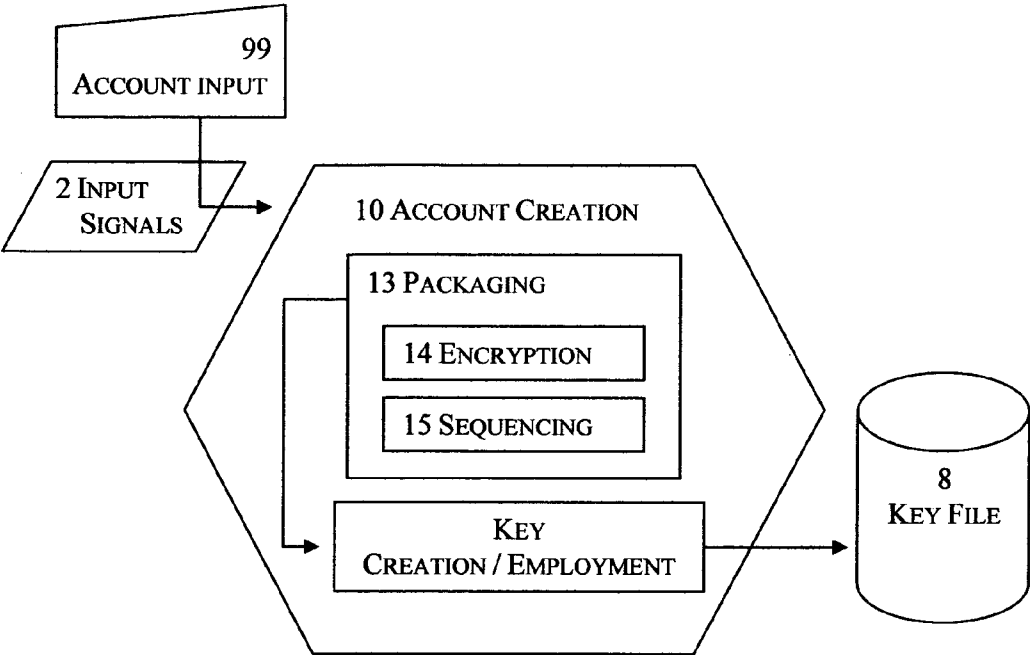 99
ACCOUNT INPUT
2 INPUT
SIGNALS
10 ACCOUNT CREATION
13 PACKAGING
14 ENCRYPTION
15 SEQUENCING
KEY
CREATION / EMPLOYMENT
8
KEY FILE